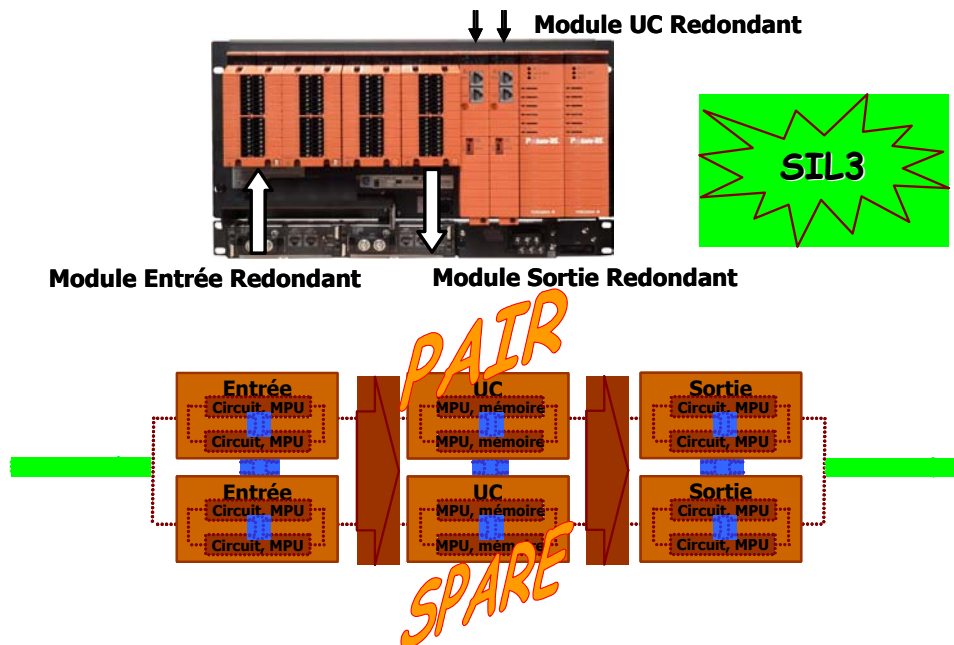 Module UC Redondant
SIL3
Module Entrée Redondant
Module Sortie Redondant
PAIR
Entrée
Circuit, MPU
Circuit, MPU
UC
MPU, mémoire
MPU, mémoire
Sortie
Circuit, MPU
Circuit, MPU
Entrée
Circuit, MPU
Circuit, MPU
UC
MPU, mémoire
MPU, mémoire
Sortie
Circuit, MPU
Circuit, MPU
SPARE